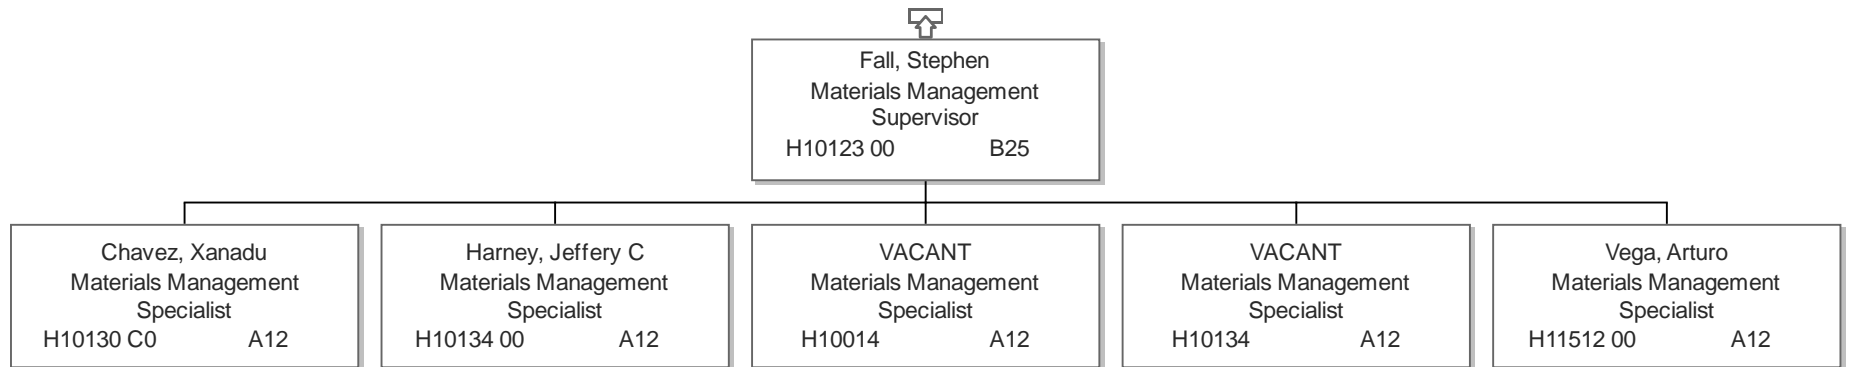 Fall, Stephen
Materials Management
Supervisor
H10123 00 B25
Chavez, Xanadu
Materials Management
Specialist
H10130 C0 A12
Harney, Jeffery C
Materials Management
Specialist
H10134 00 A12
VACANT
Materials Management
Specialist
H10014 A12
VACANT
Materials Management
Specialist
H10134 A12
Vega, Arturo
Materials Management
Specialist
H11512 00 A12